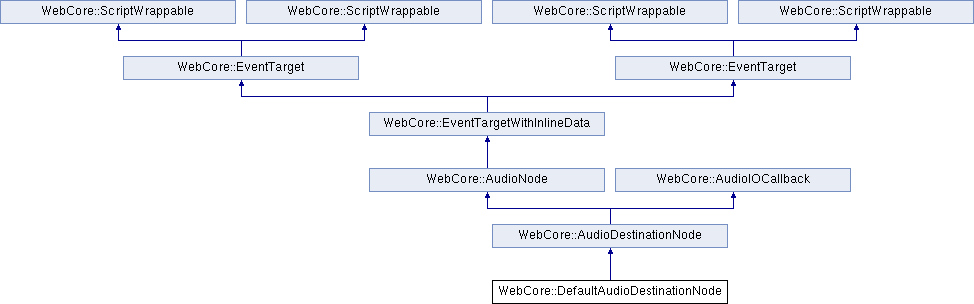 WebCore::ScriptWrappable
WebCore::ScriptWrappable
WebCore::ScriptWrappable
WebCore::ScriptWrappable
WebCore::EventTarget
WebCore::EventTarget
WebCore::EventTargetWithInlineData
WebCore::AudioNode
WebCore::AudioIOCallback
WebCore::AudioDestinationNode
WebCore::DefaultAudioDestinationNode